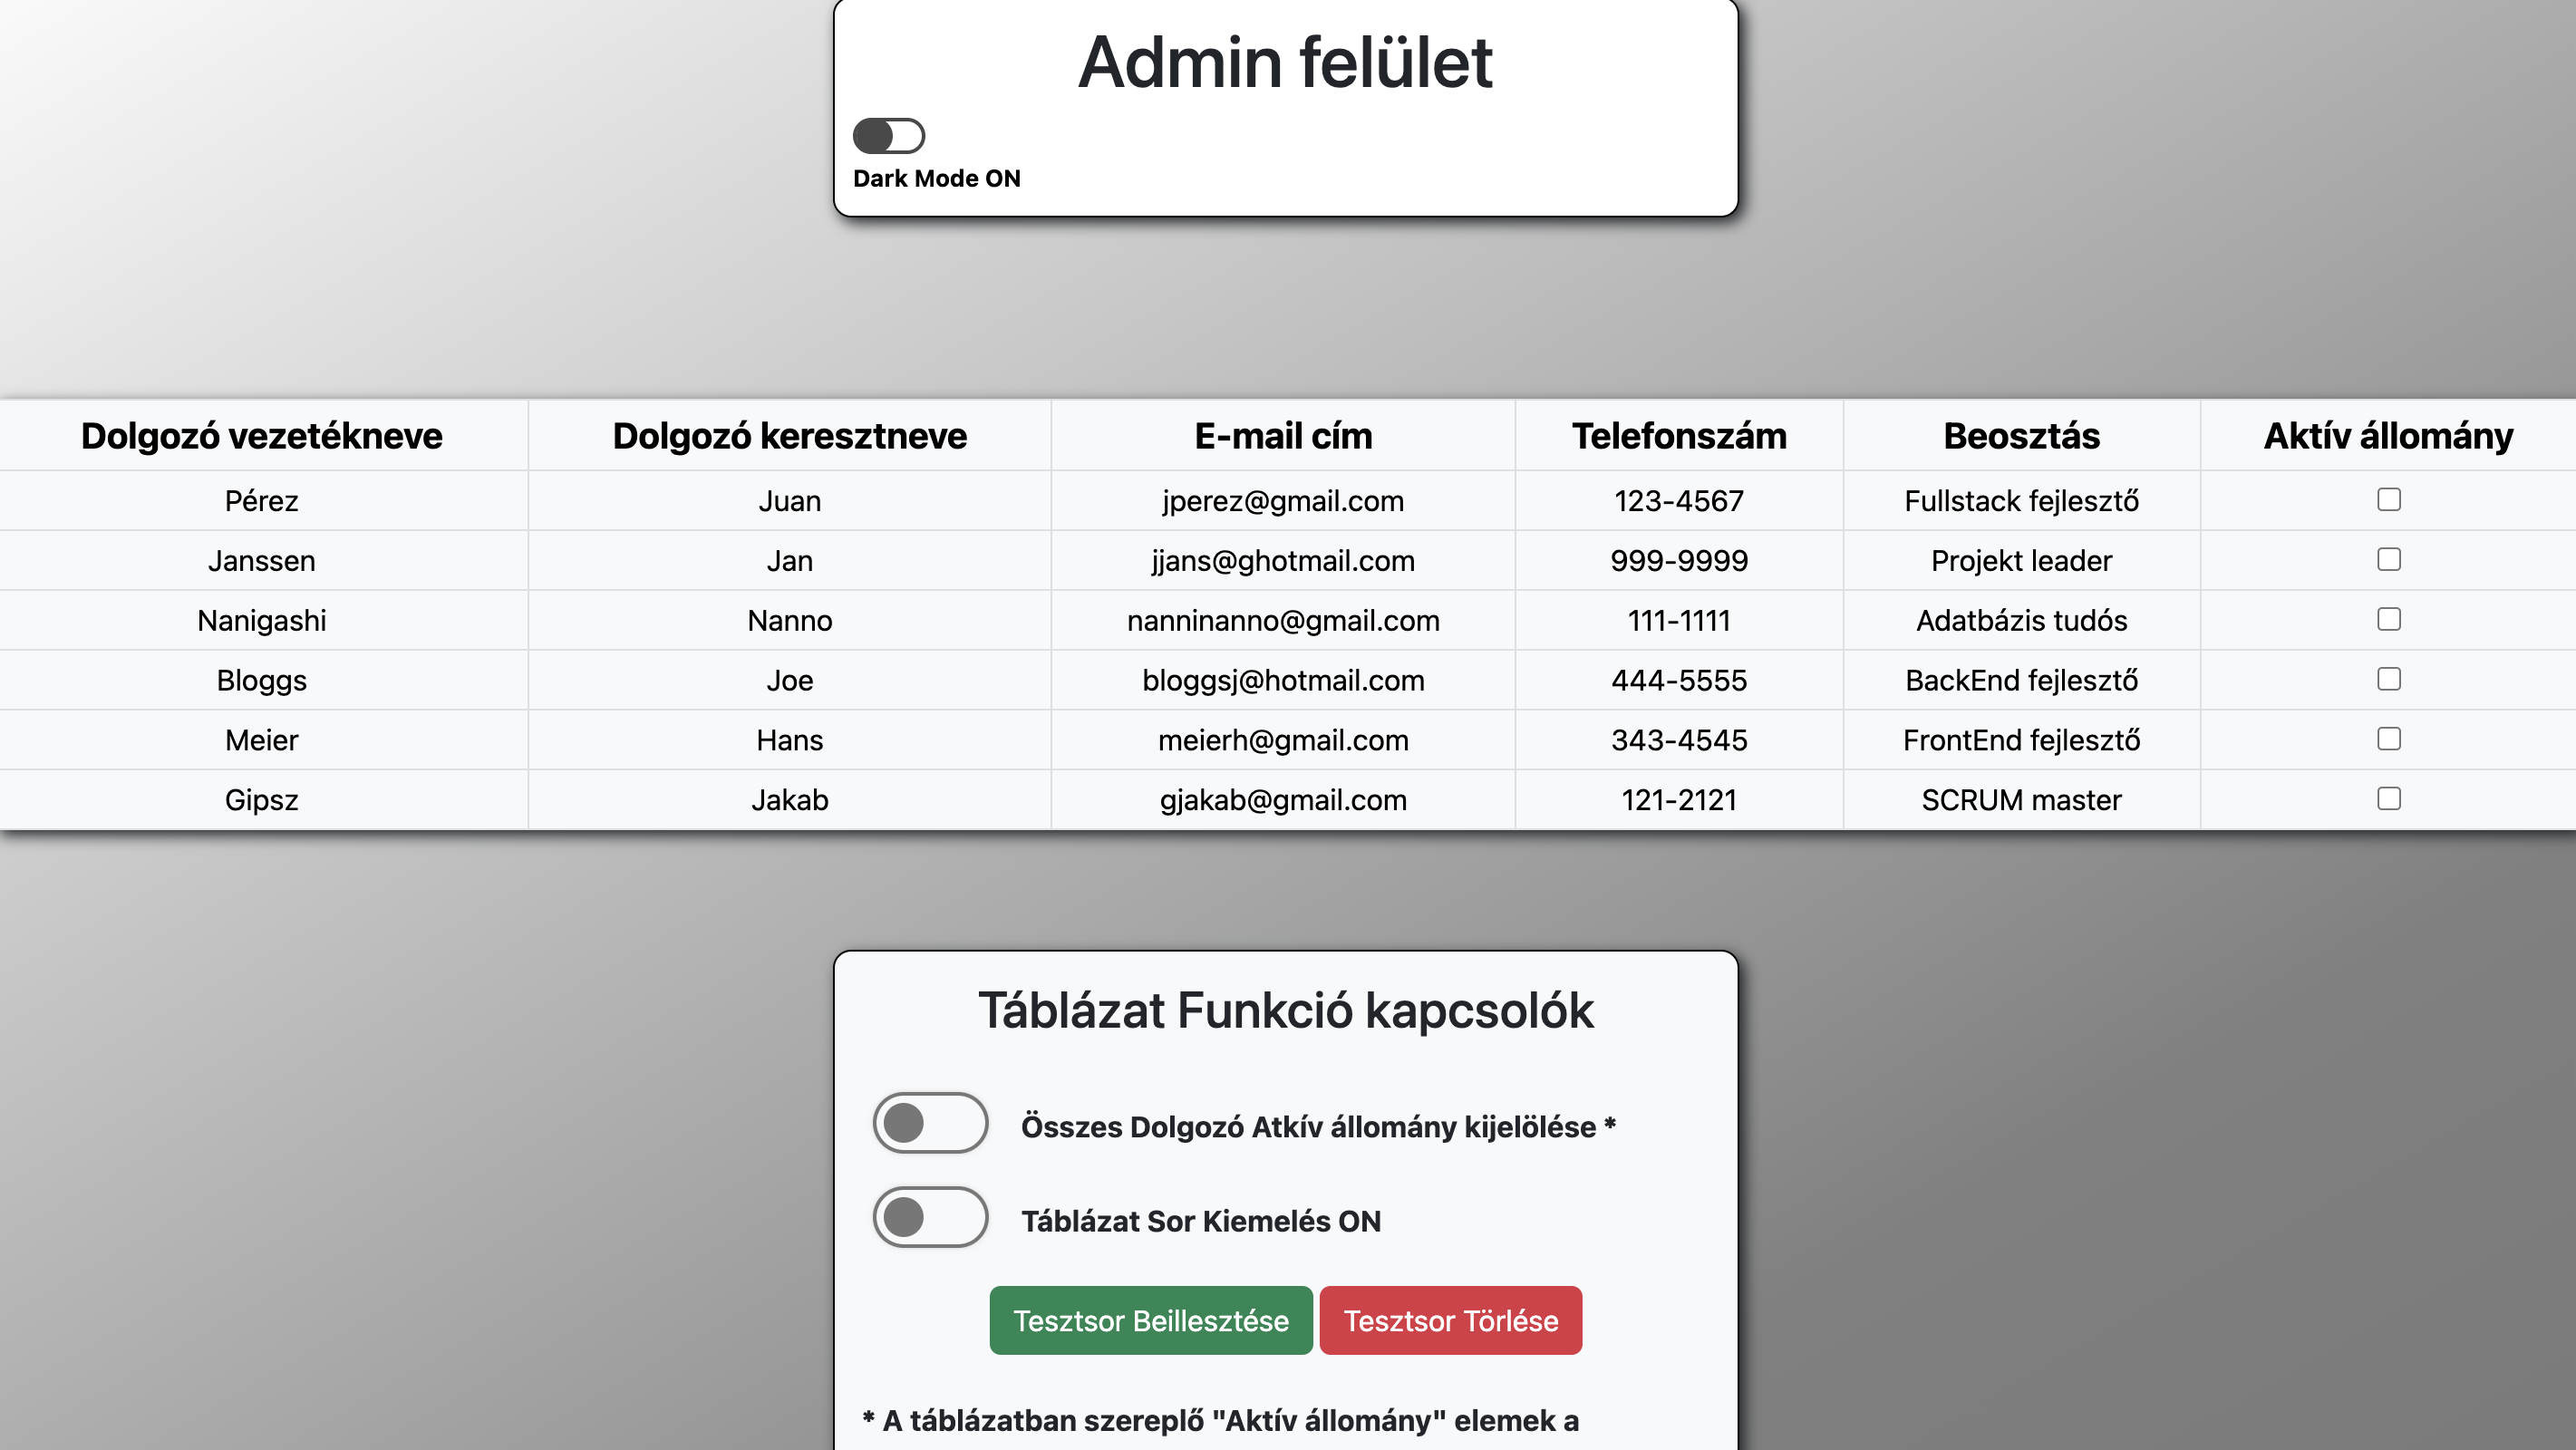 Admin felület
Dark Mode ON
Dolgozó vezetékneve Dolgozó keresztneve E-mail cím Telefonszám Beosztás Aktív állomány
Pérez Juan jperez@gmail.com 123-4567 Fullstack fejlesztő
Janssen Jan jjans@ghotmail.com 999-9999 Projekt leader
Nanigashi Nanno nanninanno@gmail.com 111-1111 Adatbázis tudós
Bloggs Joe bloggsj@hotmail.com 444-5555 BackEnd fejlesztő
Meier Hans meierh@gmail.com 343-4545 FrontEnd fejlesztő
Gipsz Jakab gjakab@gmail.com 121-2121 SCRUM master
Táblázat Funkció kapcsolók
Összes Dolgozó Atkív állomány kijelölése *
Táblázat Sor Kiemelés ON
Tesztsor Beillesztése Tesztsor Törlése
* A táblázatban szereplő "Aktív állomány" elemek a